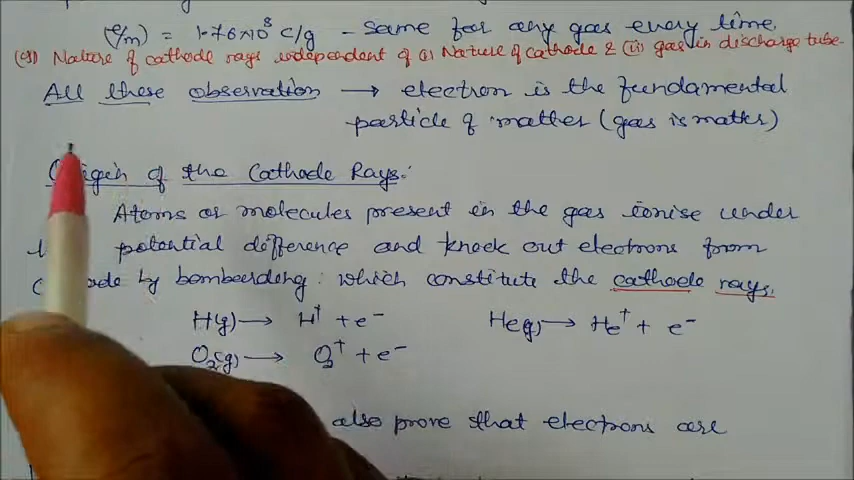 (e/m) = 1.76×10⁸ C/g - same for any gas every time.
Nature of cathode rays independent of (i) Nature of cathode & (ii) gas in discharge tube.
All these observation → electron is the fundamental
particle of matter (gas is matter)
of the Cathode Rays:
Atoms or molecules present in the gas ionise under
potential difference and knock out electrons from
by bombarding. which constitute the cathode rays.
H(g) → H⁺ + e⁻ He(g) → He⁺ + e⁻
O₂(g) → O₂⁺ + e⁻
also prove that electrons are